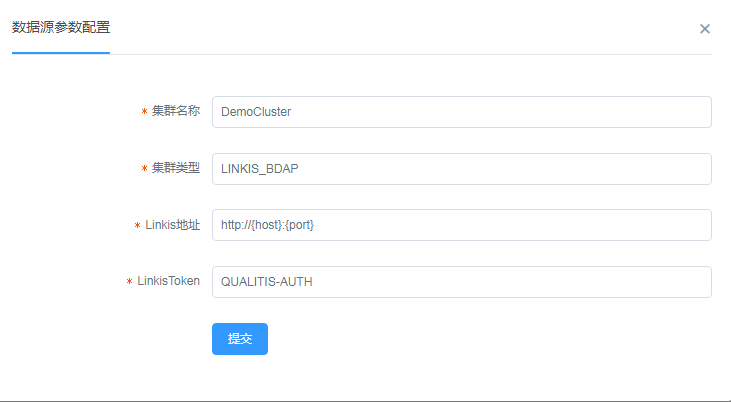 数据源参数配置
* 集群名称 DemoCluster
* 集群类型 LINKIS_BDAP
* Linkis地址 http://{host}:{port}
* LinkisToken QUALITIS-AUTH
提交